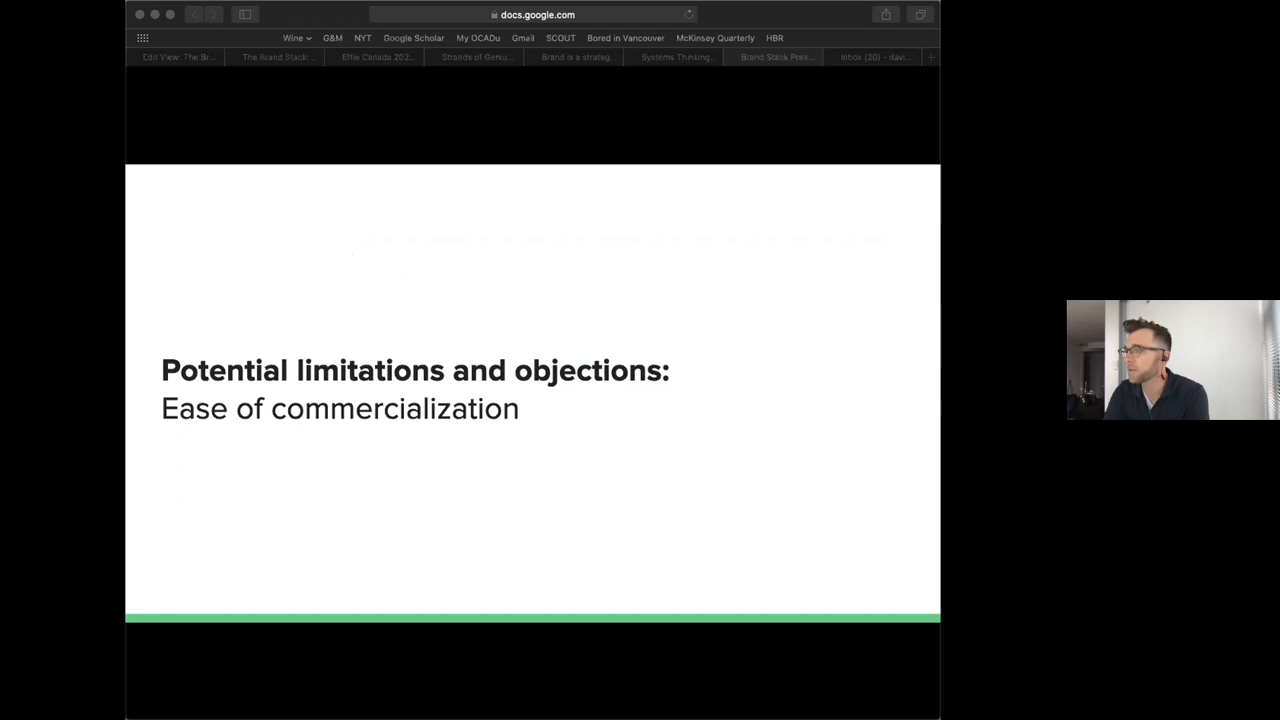 docs.google.com
Wine G&M NYT Google Scholar My OCADu Gmail SCOUT Bored in Vancouver McKinsey Quarterly HBR
Edit View: The Br... The Brand Stack:... Effie Canada 202... Strands of Geniu... Brand is a strateg... Systems Thinking... Brand Stack Pres... Inbox (20) - davi...
Potential limitations and objections:
Ease of commercialization